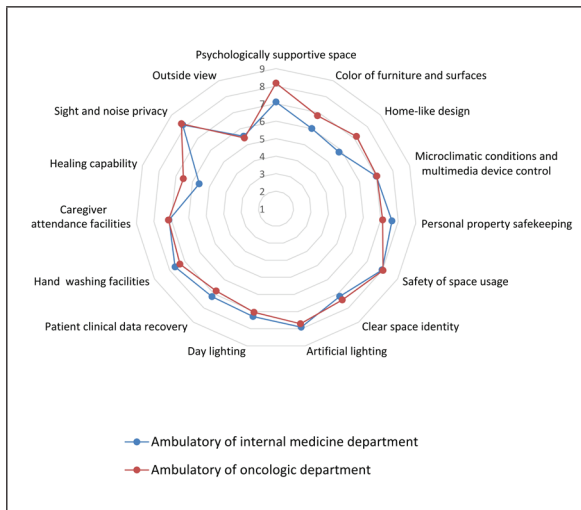 Psychologically supportive space
Outside view
Color of furniture and surfaces
Sight and noise privacy
Home-like design
Healing capability
Microclimatic conditions and
multimedia device control
Caregiver
attendance facilities
Personal property safekeeping
Hand  washing facilities
Safety of space usage
Patient clinical data recovery
Clear space identity
Day lighting
Artificial lighting
9
8
7
6
5
4
3
2
1
Ambulatory of internal medicine department
Ambulatory of oncologic department